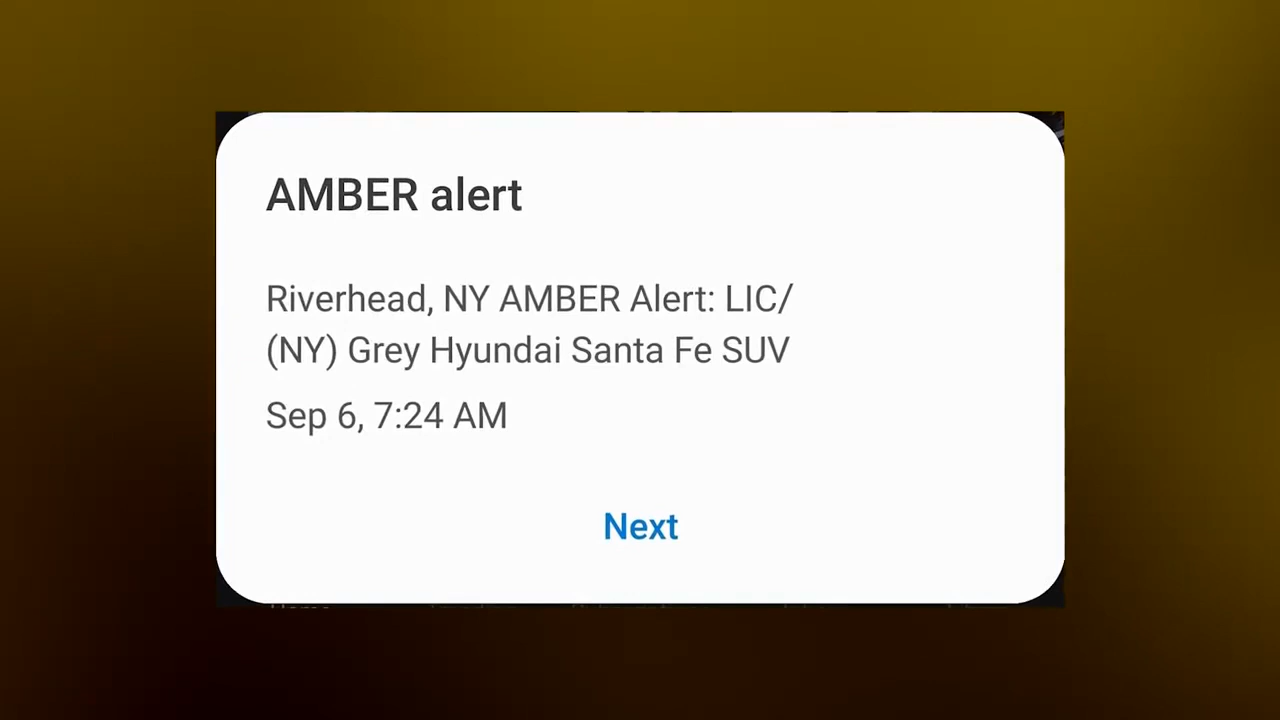 AMBER alert
Riverhead, NY AMBER Alert: LIC/
(NY) Grey Hyundai Santa Fe SUV
Sep 6, 7:24 AM
Next